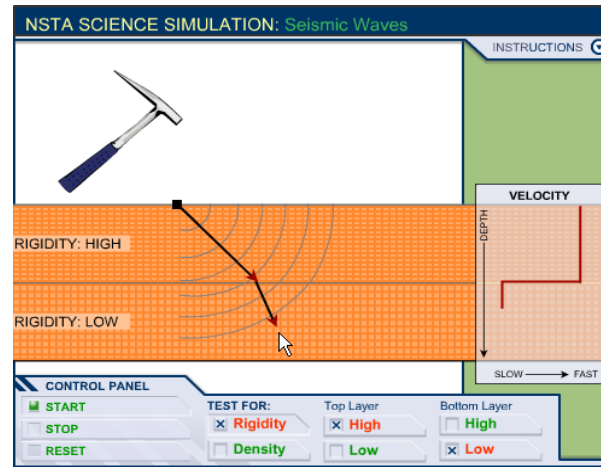 NSTA SCIENCE SIMULATION: Seismic Waves
INSTRUCTIONS
VELOCITY
DEPTH
RIGIDITY: HIGH
RIGIDITY: LOW
SLOW FAST
CONTROL PANEL
START
STOP
RESET
TEST FOR:
Rigidity
Density
Top Layer
High
Low
Bottom Layer
High
Low